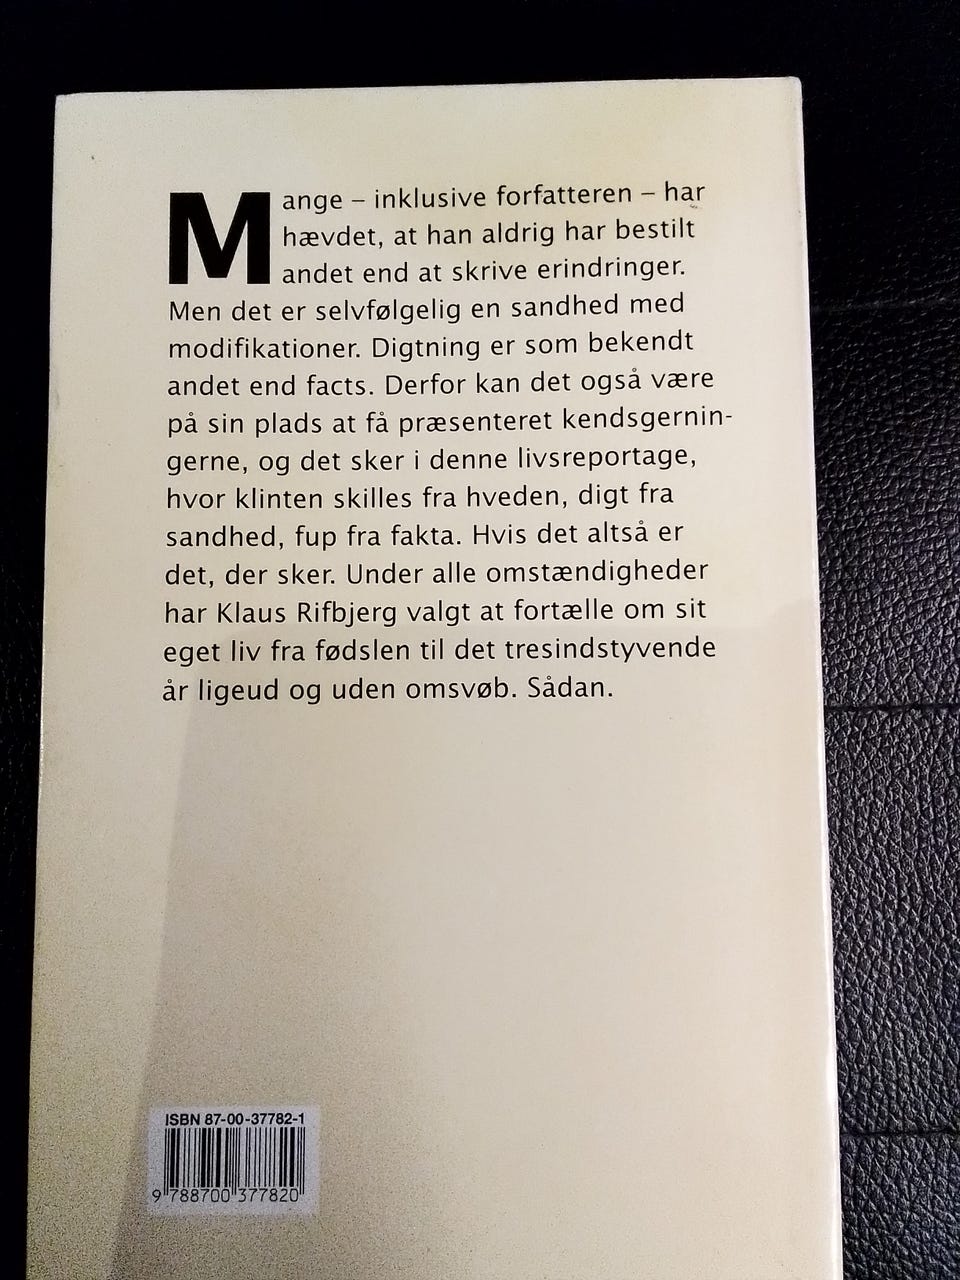 Mange – inklusive forfatteren – har
hævdet, at han aldrig har bestilt
andet end at skrive erindringer.
Men det er selvfølgelig en sandhed med
modifikationer. Digtning er som bekendt
andet end facts. Derfor kan det også være
på sin plads at få præsenteret kendsgernin-
gerne, og det sker i denne livsreportage,
hvor klinten skilles fra hveden, digt fra
sandhed, fup fra fakta. Hvis det altså er
det, der sker. Under alle omstændigheder
har Klaus Rifbjerg valgt at fortælle om sit
eget liv fra fødslen til det tresindstyvende
år ligeud og uden omsvøb. Sådan.
ISBN 87-00-37782-1
9 788700 377820